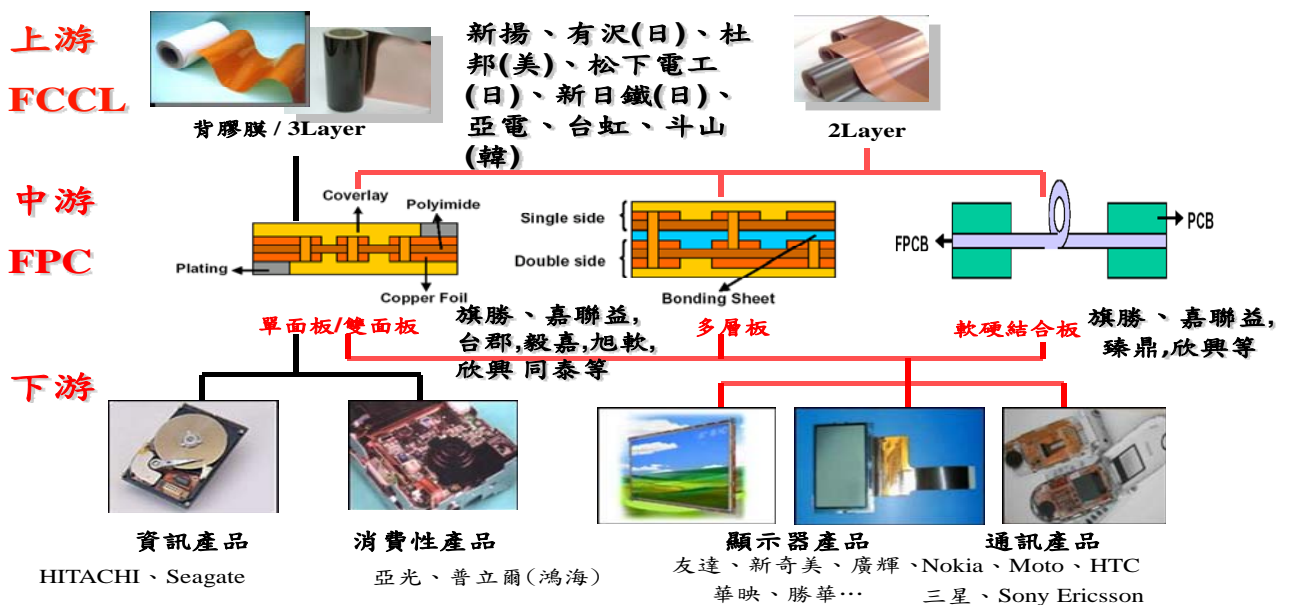 上游
FCCL
背膠膜 / 3Layer
新揚、有沢(日)、杜
邦(美)、松下電工
(日)、新日鐵(日)、
亞電、台虹、斗山
(韓)
2Layer
中游
FPC
Coverlay
Polyimide
Plating
Copper Foil
Single side
Double side
Bonding Sheet
FPCB
PCB
單面板/雙面板
旗勝、嘉聯益,
台郡,毅嘉,旭軟,
欣興 同泰等
多層板
軟硬結合板
旗勝、嘉聯益,
臻鼎,欣興等
下游
資訊產品
HITACHI、Seagate
消費性產品
亞光、普立爾(鴻海)
顯示器產品
友達、新奇美、廣輝、
華映、勝華…
通訊產品
Nokia、Moto、HTC
三星、Sony Ericsson